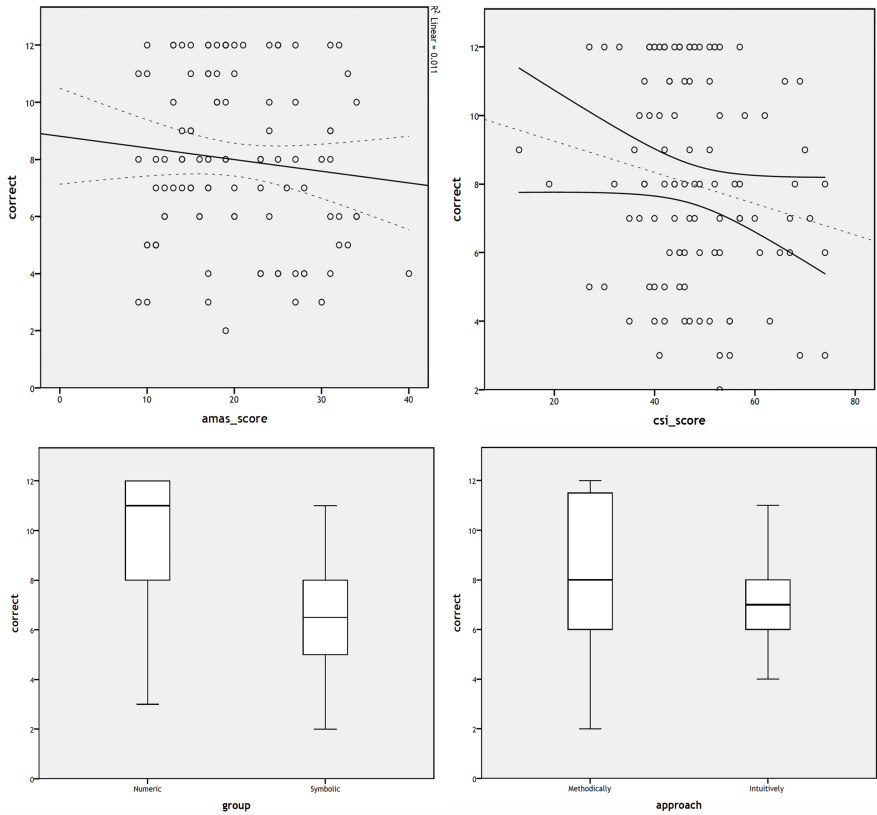 R² Linear = 0.011
correct
12
10
8
6
4
2
0
0 10 20 30 40
amas_score
correct
12
10
8
6
4
2
20 40 60 80
csi_score
correct
12
10
8
6
4
2
0
Numeric Symbolic
group
correct
12
10
8
6
4
2
0
Methodically Intuitively
approach